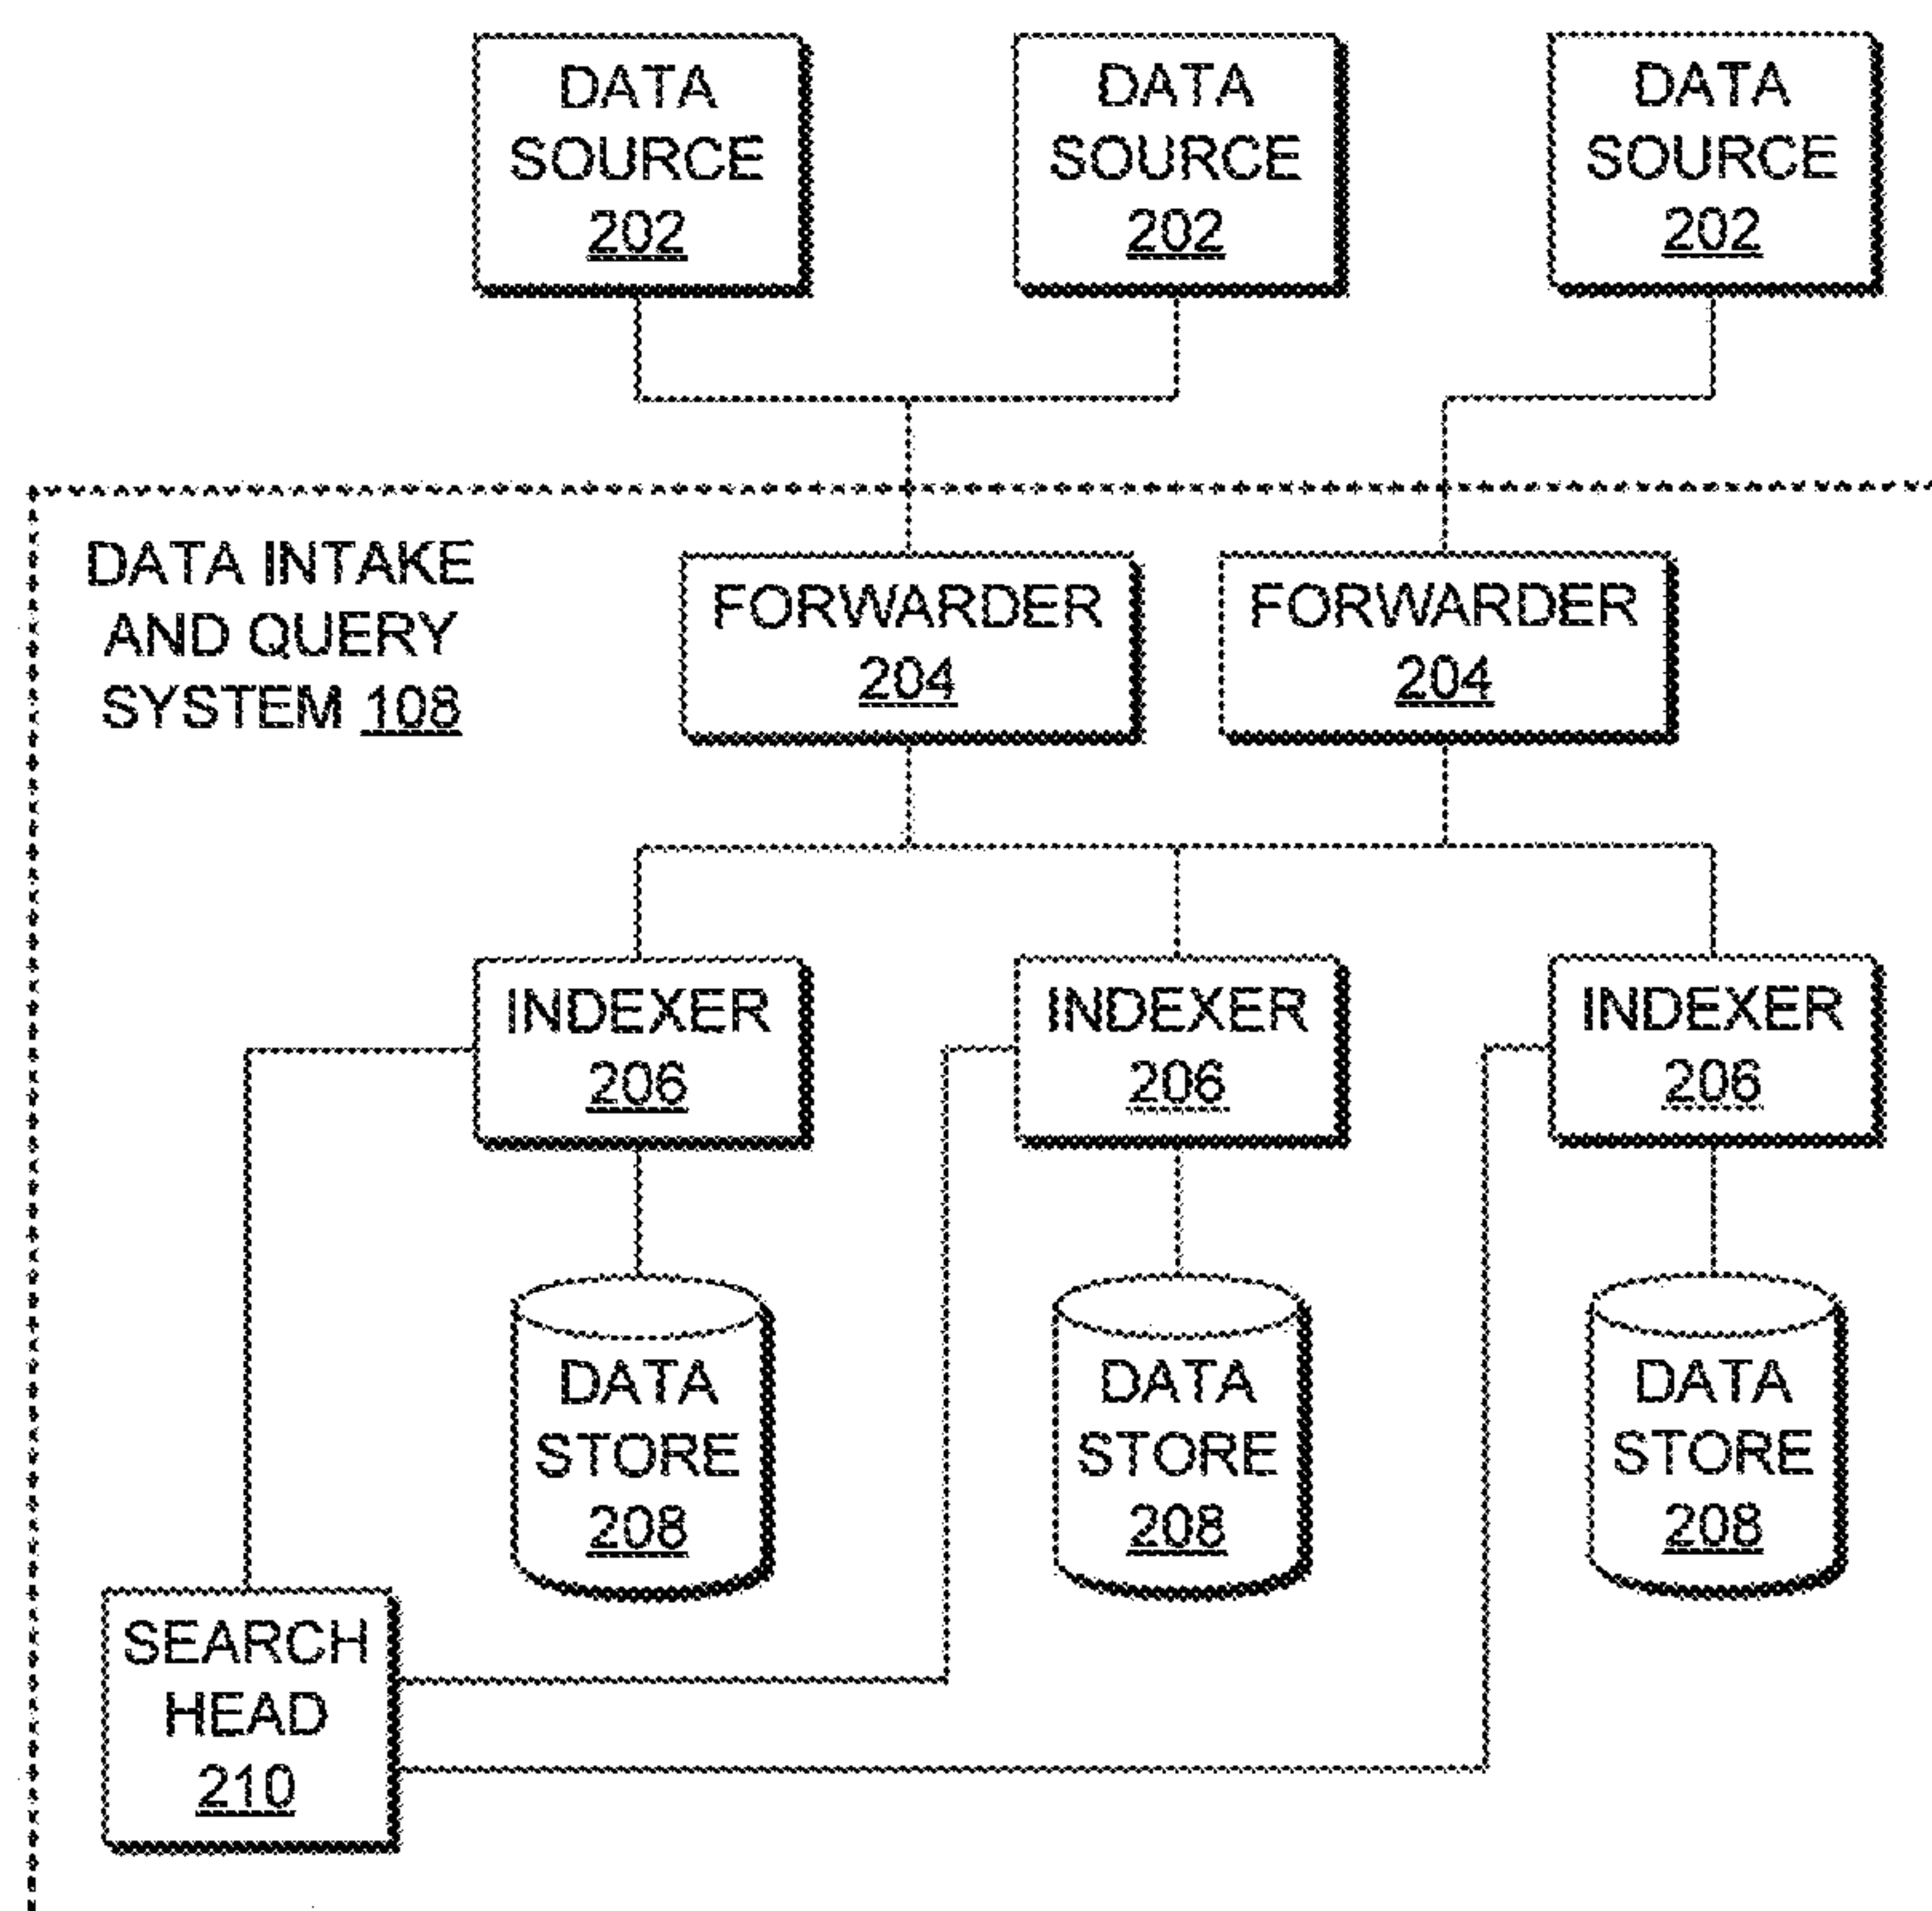 DATA
SOURCE
202
DATA
SOURCE
202
DATA
SOURCE
202
DATA INTAKE
AND QUERY
SYSTEM 108
FORWARDER
204
FORWARDER
204
INDEXER
206
INDEXER
206
INDEXER
206
DATA
STORE
208
DATA
STORE
208
DATA
STORE
208
SEARCH
HEAD
210